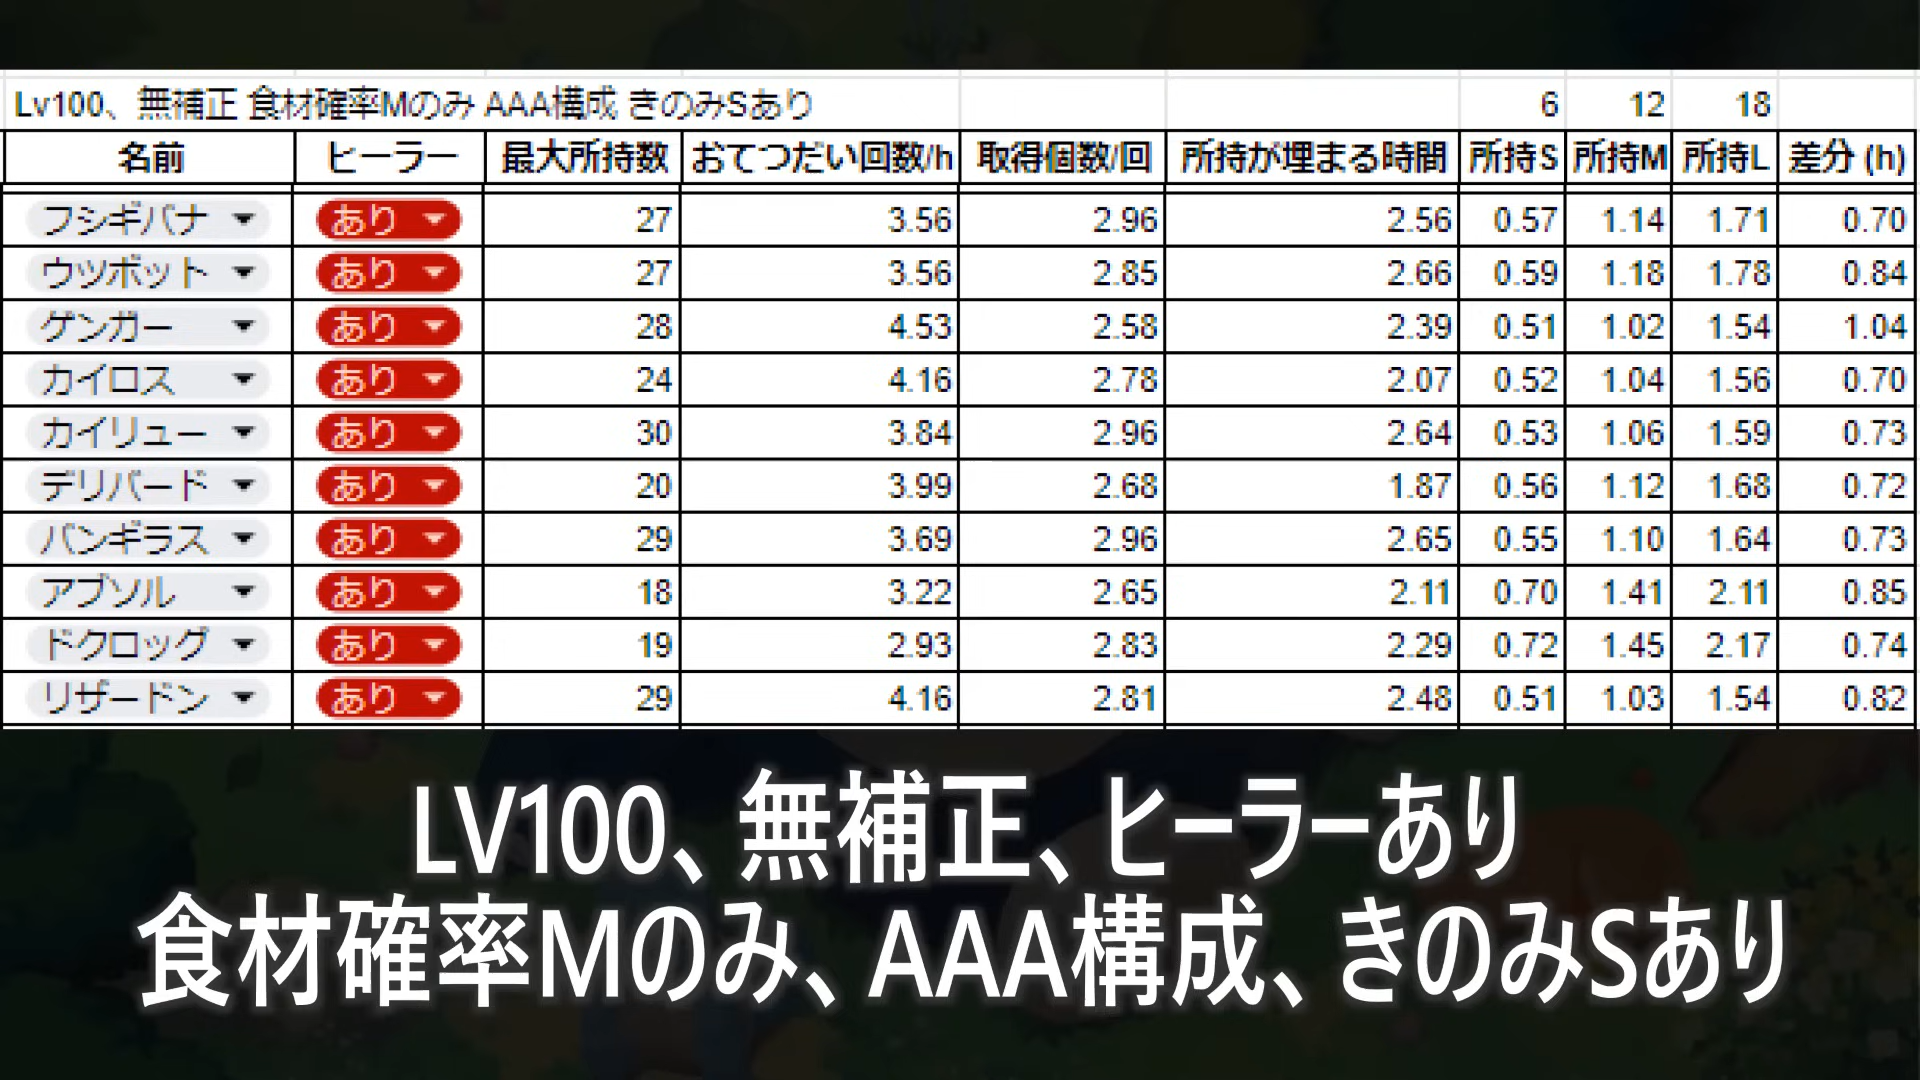 Lv100、無補正 食材確率Mのみ AAA構成 きのみSあり 6 12 18
名前 ヒーラー 最大所持数 おてつだい回数/h 取得個数/回 所持が埋まる時間 所持S 所持M 所持L 差分 (h)
フシギバナ あり 27 3.56 2.96 2.56 0.57 1.14 1.71 0.70
ウツボット あり 27 3.56 2.85 2.66 0.59 1.18 1.78 0.84
ゲンガー あり 28 4.53 2.58 2.39 0.51 1.02 1.54 1.04
カイロス あり 24 4.16 2.78 2.07 0.52 1.04 1.56 0.70
カイリュー あり 30 3.84 2.96 2.64 0.53 1.06 1.59 0.73
デリバード あり 20 3.99 2.68 1.87 0.56 1.12 1.68 0.72
バンギラス あり 29 3.69 2.96 2.65 0.55 1.10 1.64 0.73
アブソル あり 18 3.22 2.65 2.11 0.70 1.41 2.11 0.85
ドクロッグ あり 19 2.93 2.83 2.29 0.72 1.45 2.17 0.74
リザードン あり 29 4.16 2.81 2.48 0.51 1.03 1.54 0.82
LV100、無補正、ヒーラーあり
食材確率Mのみ、AAA構成、きのみSあり